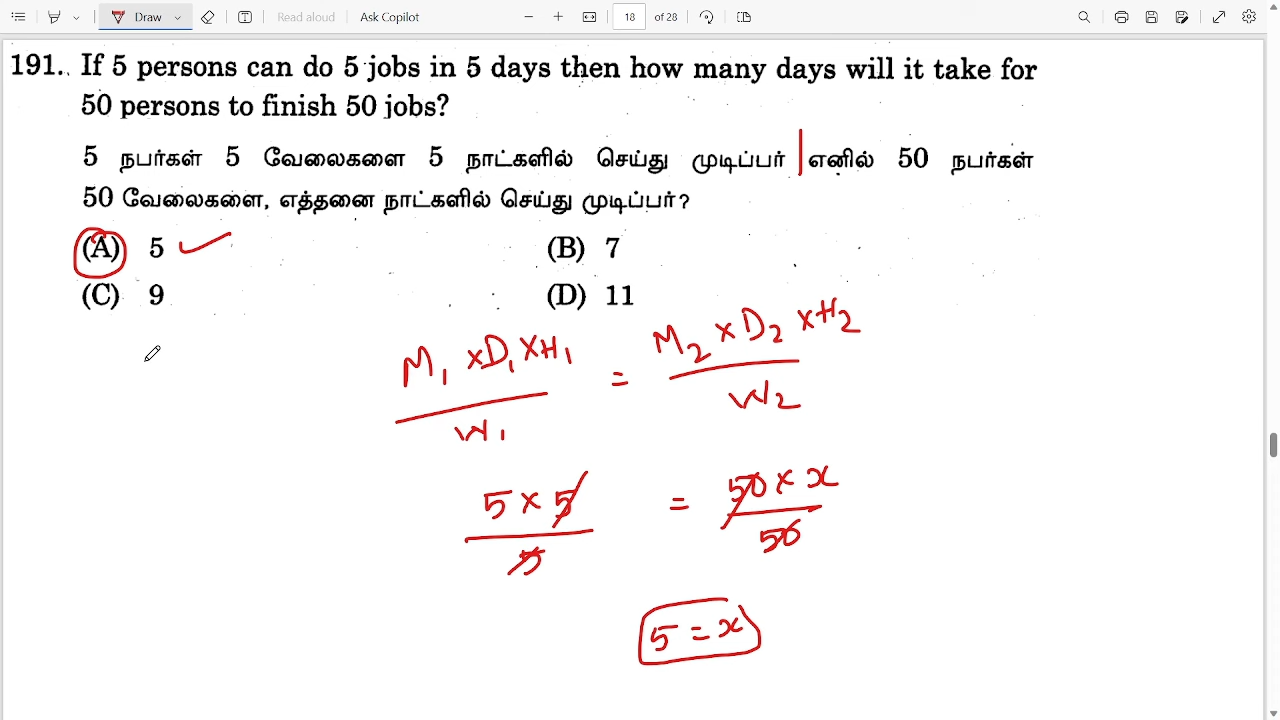 Draw
Read aloud
Ask Copilot
18 of 28
191. If 5 persons can do 5 jobs in 5 days then how many days will it take for
50 persons to finish 50 jobs?
5 நபர்கள் 5 வேலைகளை 5 நாட்களில் செய்து முடிப்பர் எனில் 50 நபர்கள்
50 வேலைகளை, எத்தனை நாட்களில் செய்து முடிப்பர்?
(A) 5 ✓ (B) 7
(C) 9 (D) 11
M₁ × D₁ × H₁ = M₂ × D₂ × H₂
W₁ W₂
5 × 5 = 50 × x
5 50
5 = x